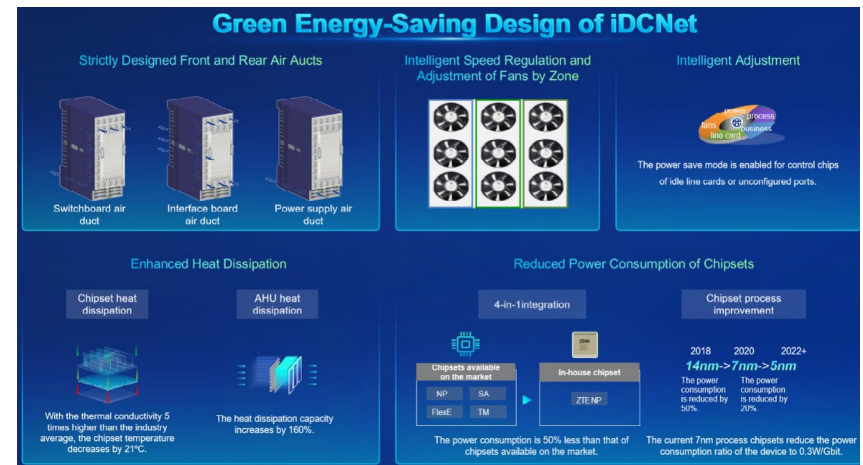 Green Energy-Saving Design of iDCNet
Strictly Designed Front and Rear Air Aucts
Switchboard air
duct
Interface board
air duct
Power supply air
duct
Intelligent Speed Regulation and
Adjustment of Fans by Zone
Intelligent Adjustment
power
process
fans
business
line card...
The power save mode is enabled for control chips
of idle line cards or unconfigured ports.
Enhanced Heat Dissipation
Chipset heat
dissipation
With the thermal conductivity 5
times higher than the industry
average, the chipset temperature
decreases by 21℃.
AHU heat
dissipation
The heat dissipation capacity
increases by 160%.
Reduced Power Consumption of Chipsets
4-in-1integration
Chipsets available
on the market
NP
SA
FlexE
TM
In-house chipset
ZTE NP
The power consumption is 50% less than that of
chipsets available on the market.
Chipset process
improvement
2018
2020
2022+
14nm->7nm->5nm
The power
consumption
is reduced by
50%.
The power
consumption
is reduced by
20%.
The current 7nm process chipsets reduce the power
consumption ratio of the device to 0.3W/Gbit.